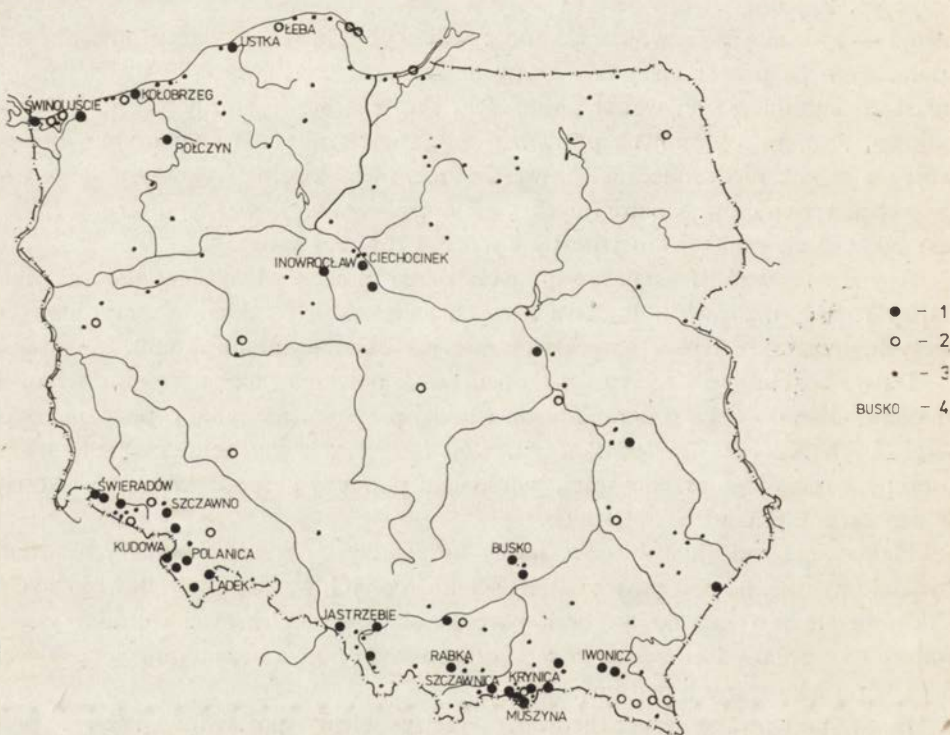 ŁEBA
USTKA
KOŁOBRZEG
ŚWINOUJŚCIE
POŁCZYN
INOWROCŁAW
CIECHOCINEK
– 1
– 2
– 3
BUSKO – 4
ŚWIERADÓW
SZCZAWNO
KUDOWA
POLANICA
LĄDEK
BUSKO
JASTRZĘBIE
RABKA
IWONICZ
SZCZAWNICA
KRYNICA
MUSZYNA